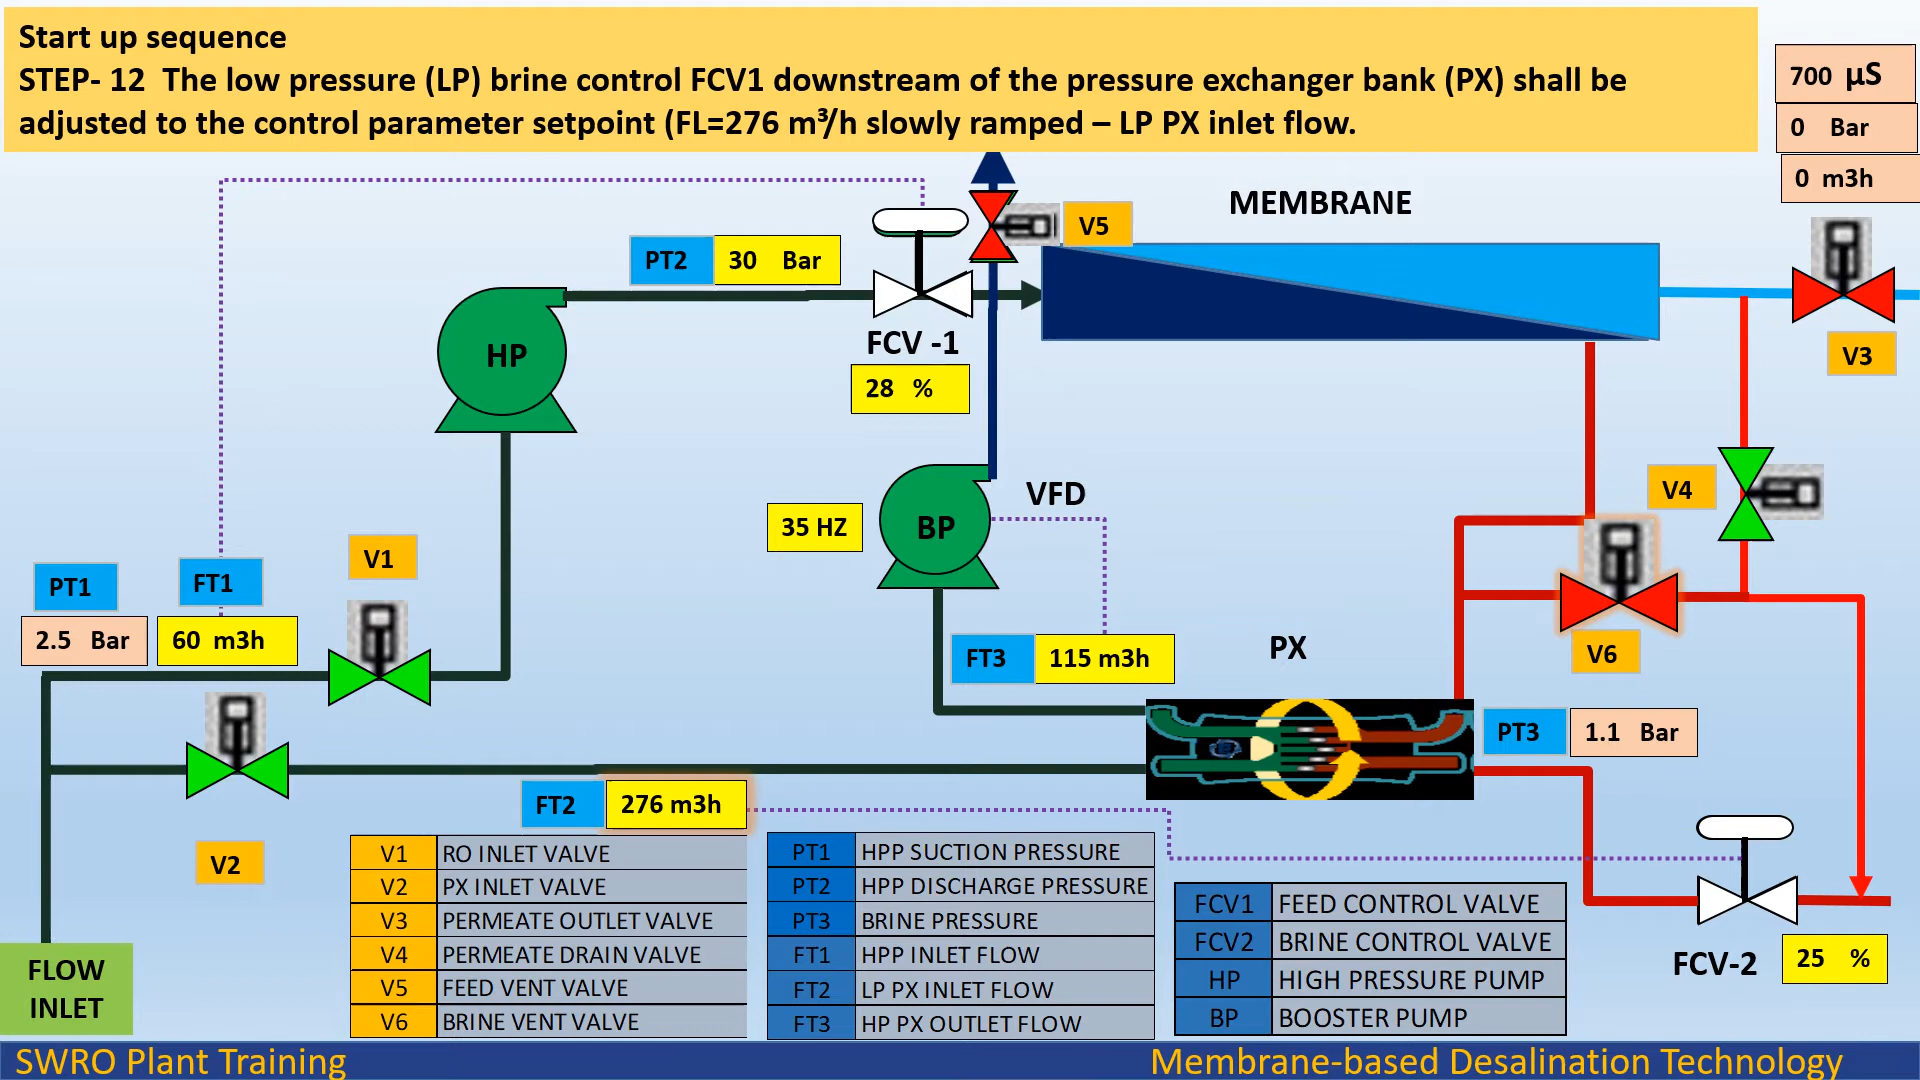 Start up sequence
STEP- 12  The low pressure (LP) brine control FCV1 downstream of the pressure exchanger bank (PX) shall be
adjusted to the control parameter setpoint (FL=276 m³/h slowly ramped – LP PX inlet flow.
700 µS
0 Bar
0 m3h
MEMBRANE
V5
PT2 30 Bar
FCV -1
28 %
V3
HP
VFD
V4
35 HZ
BP
V1
PT1
FT1
2.5 Bar
60 m3h
FT3 115 m3h
PX
V6
PT3 1.1 Bar
FT2 276 m3h
V2
V1 RO INLET VALVE
V2 PX INLET VALVE
V3 PERMEATE OUTLET VALVE
V4 PERMEATE DRAIN VALVE
V5 FEED VENT VALVE
V6 BRINE VENT VALVE
PT1 HPP SUCTION PRESSURE
PT2 HPP DISCHARGE PRESSURE
PT3 BRINE PRESSURE
FT1 HPP INLET FLOW
FT2 LP PX INLET FLOW
FT3 HP PX OUTLET FLOW
FCV1 FEED CONTROL VALVE
FCV2 BRINE CONTROL VALVE
HP HIGH PRESSURE PUMP
BP BOOSTER PUMP
FCV-2
25 %
FLOW
INLET
SWRO Plant Training
Membrane-based Desalination Technology